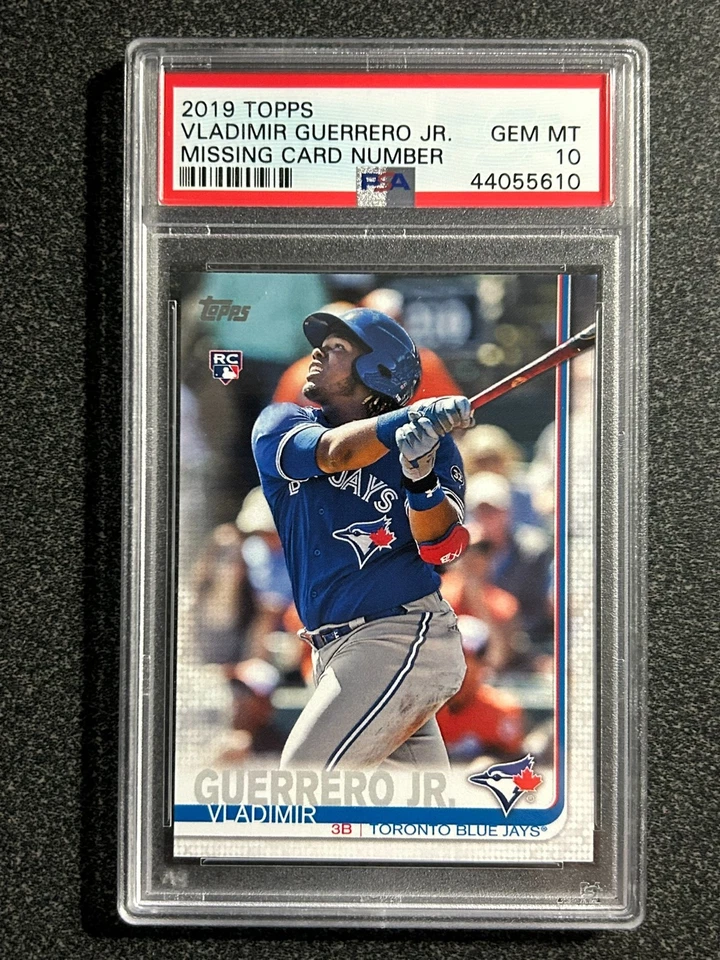 2019 TOPPS
VLADIMIR GUERRERO JR. GEM MT
MISSING CARD NUMBER 10
PSA 44055610
Topps
RC
JAYS
GUERRERO JR.
VLADIMIR
3B | TORONTO BLUE JAYS®